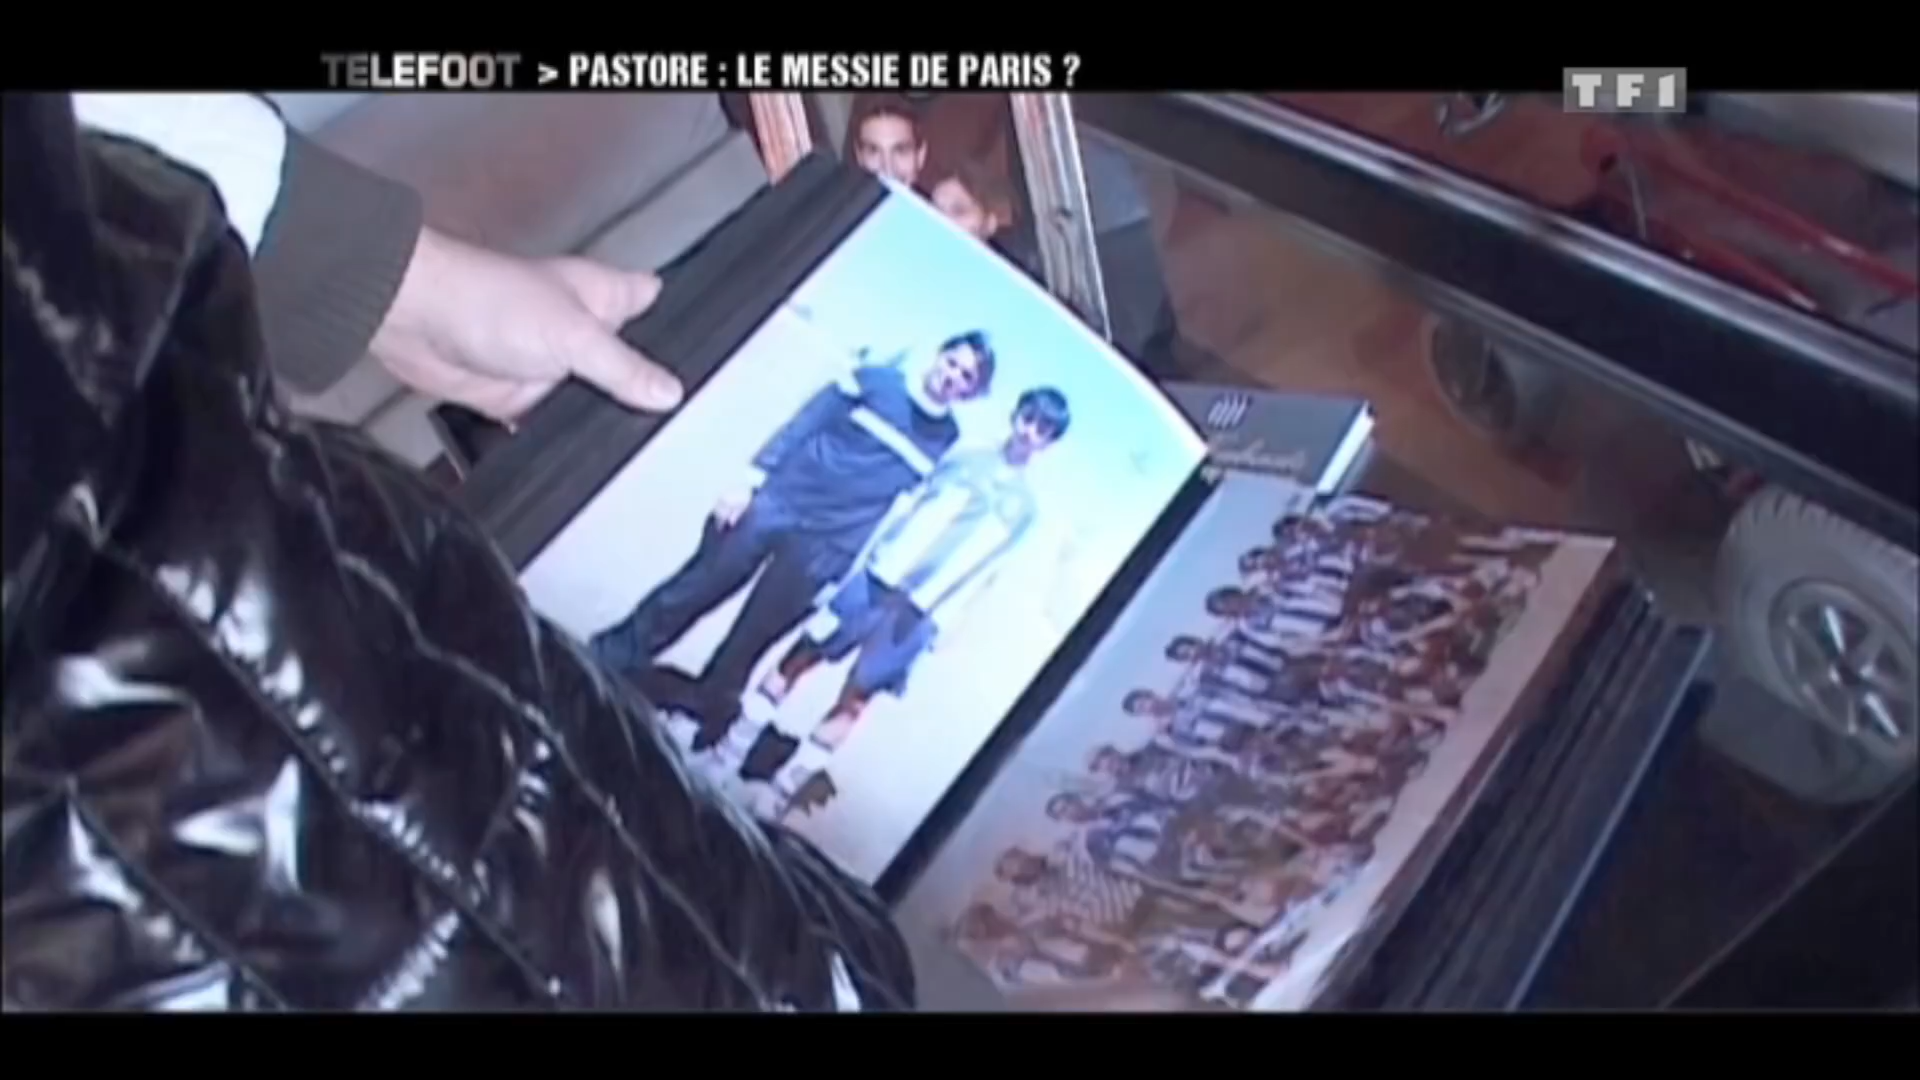 TELEFOOT > PASTORE : LE MESSIE DE PARIS ?
TF1